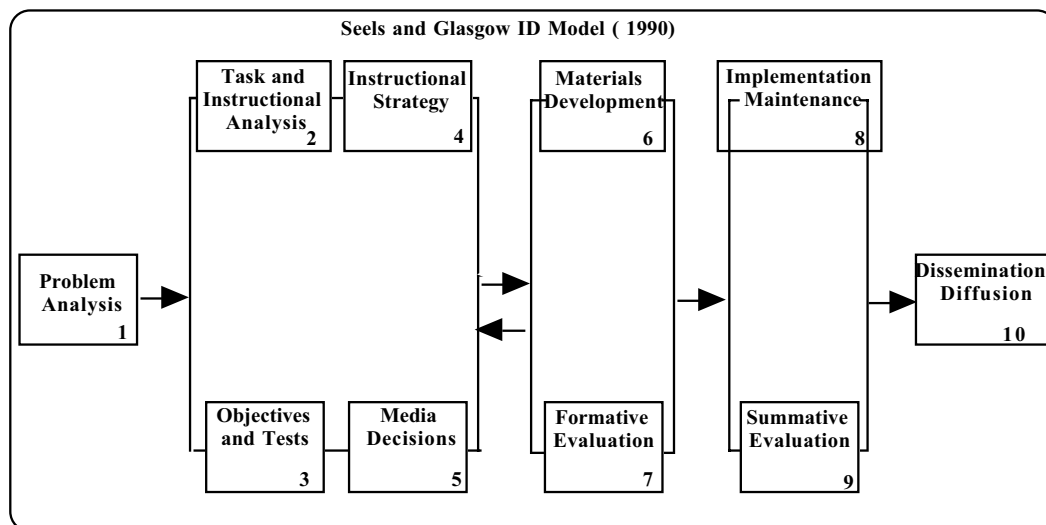 Seels and Glasgow ID Model ( 1990)
Task and
Instructional
Analysis
2
Instructional
Strategy
4
Materials
Development
6
Implementation
Maintenance
8
Problem
Analysis
1
Dissemination
Diffusion
10
Objectives
and Tests
3
Media
Decisions
5
Formative
Evaluation
7
Summative
Evaluation
9